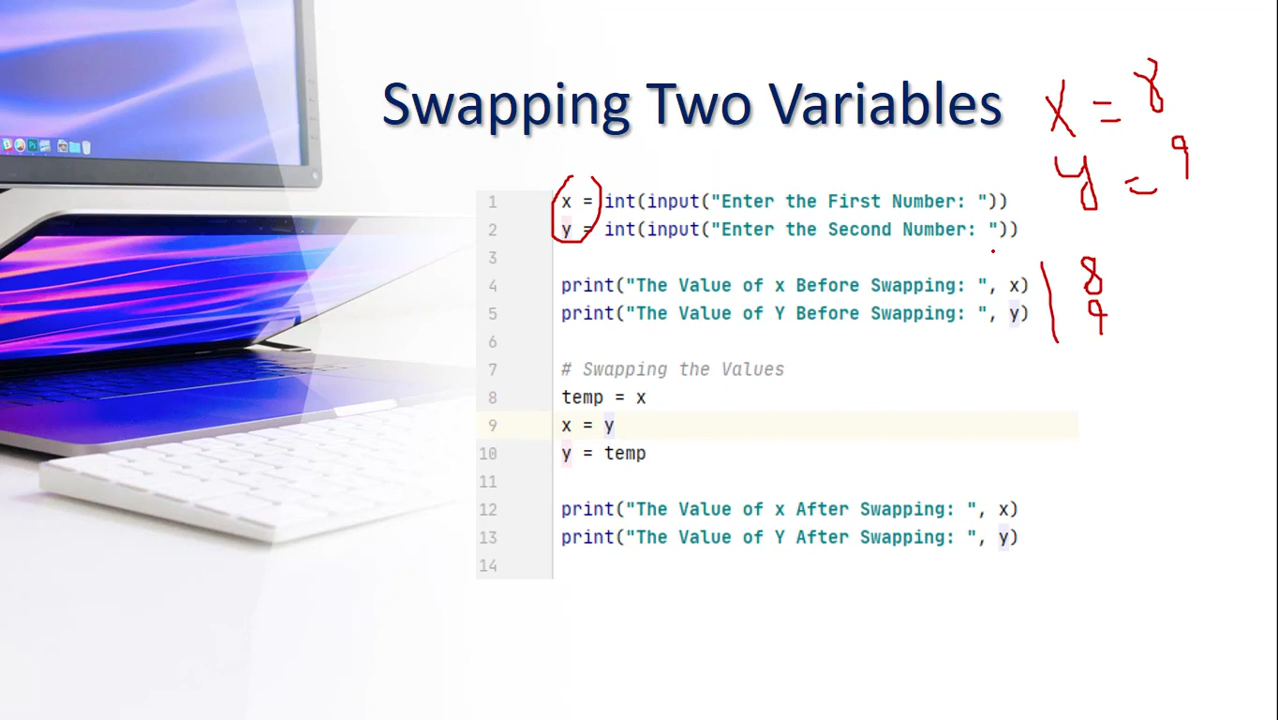 Swapping Two Variables
x = 8
y = 9
1 x = int(input("Enter the First Number: "))
2 y = int(input("Enter the Second Number: "))
3
4 print("The Value of x Before Swapping: ", x) 8
5 print("The Value of Y Before Swapping: ", y) 9
6
7 # Swapping the Values
8 temp = x
9 x = y
10 y = temp
11
12 print("The Value of x After Swapping: ", x)
13 print("The Value of Y After Swapping: ", y)
14